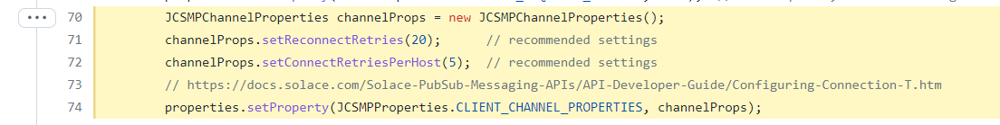 70 JCSMPChannelProperties channelProps = new JCSMPChannelProperties();
71 channelProps.setReconnectRetries(20);      // recommended settings
72 channelProps.setConnectRetriesPerHost(5);  // recommended settings
73 // https://docs.solace.com/Solace-PubSub-Messaging-APIs/API-Developer-Guide/Configuring-Connection-T.htm
74 properties.setProperty(JCSMPProperties.CLIENT_CHANNEL_PROPERTIES, channelProps);